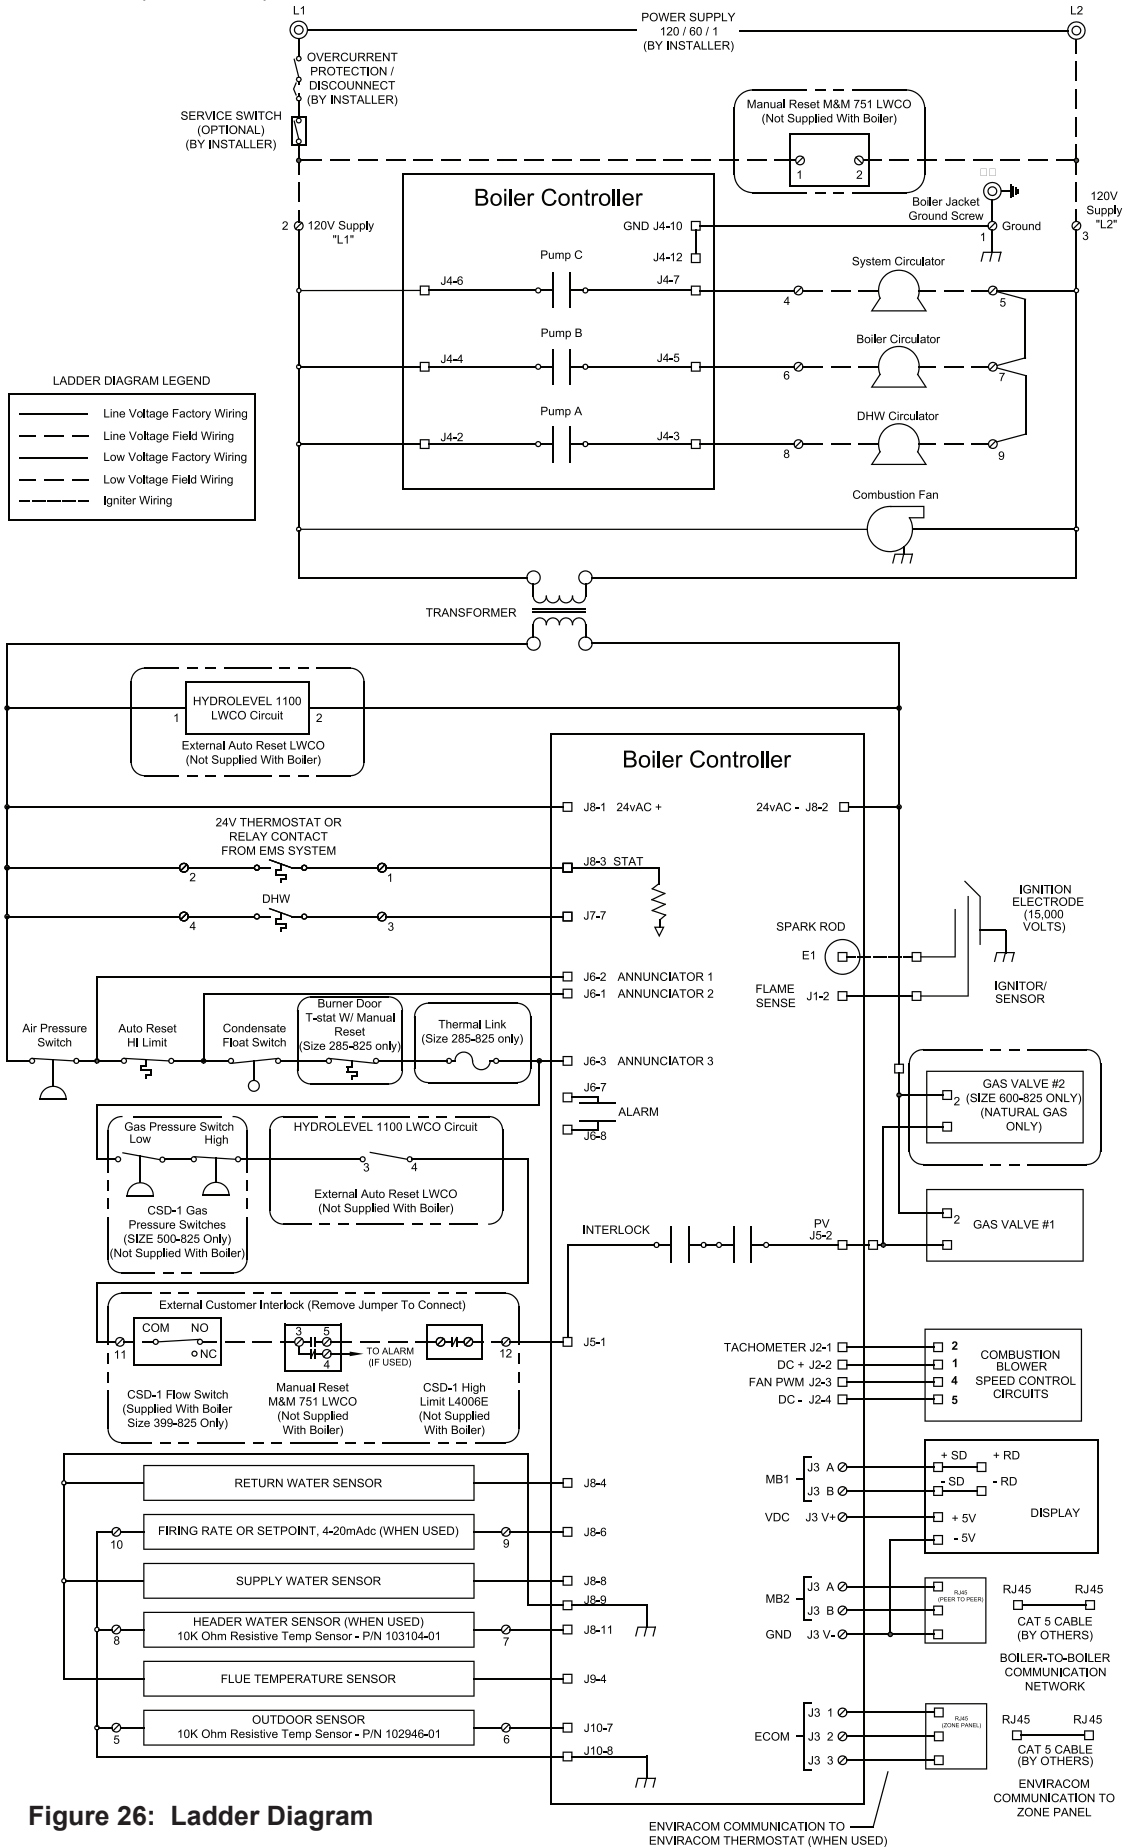 L1
L2
POWER SUPPLY
120 / 60 / 1
(BY INSTALLER)
OVERCURRENT
PROTECTION /
DISCOUNNECT
(BY INSTALLER)
SERVICE SWITCH
(OPTIONAL)
(BY INSTALLER)
Manual Reset M&M 751 LWCO
(Not Supplied With Boiler)
1
2
Boiler Controller
Boiler Jacket
Ground Screw
120V
Supply
"L2"
2
120V Supply
"L1"
GND J4-10
1
Ground
3
J4-12
Pump C
System Circulator
J4-6
J4-7
4
5
Pump B
Boiler Circulator
J4-4
J4-5
6
7
Pump A
DHW Circulator
J4-2
J4-3
8
9
LADDER DIAGRAM LEGEND
Line Voltage Factory Wiring
Line Voltage Field Wiring
Low Voltage Factory Wiring
Low Voltage Field Wiring
Igniter Wiring
Combustion Fan
TRANSFORMER
HYDROLEVEL 1100
LWCO Circuit
1
2
External Auto Reset LWCO
(Not Supplied With Boiler)
Boiler Controller
J8-1 24vAC +
24vAC - J8-2
24V THERMOSTAT OR
RELAY CONTACT
FROM EMS SYSTEM
2
1
J8-3 STAT
DHW
4
3
J7-7
SPARK ROD
E1
IGNITION
ELECTRODE
(15,000
VOLTS)
FLAME
SENSE
J1-2
IGNITOR/
SENSOR
J6-2 ANNUNCIATOR 1
J6-1 ANNUNCIATOR 2
Air Pressure
Switch
Auto Reset
HI Limit
Condensate
Float Switch
Burner Door
T-stat W/ Manual
Reset
(Size 285-825 only)
Thermal Link
(Size 285-825 only)
J6-3 ANNUNCIATOR 3
J6-7
ALARM
J6-8
2
GAS VALVE #2
(SIZE 600-825 ONLY)
(NATURAL GAS
ONLY)
Gas Pressure Switch
Low
High
CSD-1 Gas
Pressure Switches
(SIZE 500-825 Only)
(Not Supplied With Boiler)
HYDROLEVEL 1100 LWCO Circuit
3
4
External Auto Reset LWCO
(Not Supplied With Boiler)
INTERLOCK
PV
J5-2
2
GAS VALVE #1
External Customer Interlock (Remove Jumper To Connect)
COM
NO
NC
11
3
5
4
TO ALARM
(IF USED)
12
J5-1
CSD-1 Flow Switch
(Supplied With Boiler
Size 399-825 Only)
Manual Reset
M&M 751 LWCO
(Not Supplied
With Boiler)
CSD-1 High
Limit L4006E
(Not Supplied
With Boiler)
TACHOMETER J2-1
DC + J2-2
FAN PWM J2-3
DC - J2-4
2
1
4
5
COMBUSTION
BLOWER
SPEED CONTROL
CIRCUITS
RETURN WATER SENSOR
J8-4
10
FIRING RATE OR SETPOINT, 4-20mAdc (WHEN USED)
9
J8-6
SUPPLY WATER SENSOR
J8-8
J8-9
8
HEADER WATER SENSOR (WHEN USED)
10K Ohm Resistive Temp Sensor - P/N 103104-01
7
J8-11
FLUE TEMPERATURE SENSOR
J9-4
5
OUTDOOR SENSOR
10K Ohm Resistive Temp Sensor - P/N 102946-01
6
J10-7
J10-8
MB1
J3 A
J3 B
VDC J3 V+
+ SD
+ RD
- SD
- RD
+ 5V
- 5V
DISPLAY
MB2
J3 A
J3 B
GND J3 V-
RJ45
(PEER TO PEER)
RJ45
RJ45
CAT 5 CABLE
(BY OTHERS)
BOILER-TO-BOILER
COMMUNICATION
NETWORK
ECOM
J3 1
J3 2
J3 3
RJ45
(ZONE PANEL)
RJ45
RJ45
CAT 5 CABLE
(BY OTHERS)
ENVIRACOM
COMMUNICATION TO
ZONE PANEL
ENVIRACOM COMMUNICATION TO
ENVIRACOM THERMOSTAT (WHEN USED)
Figure 26: Ladder Diagram